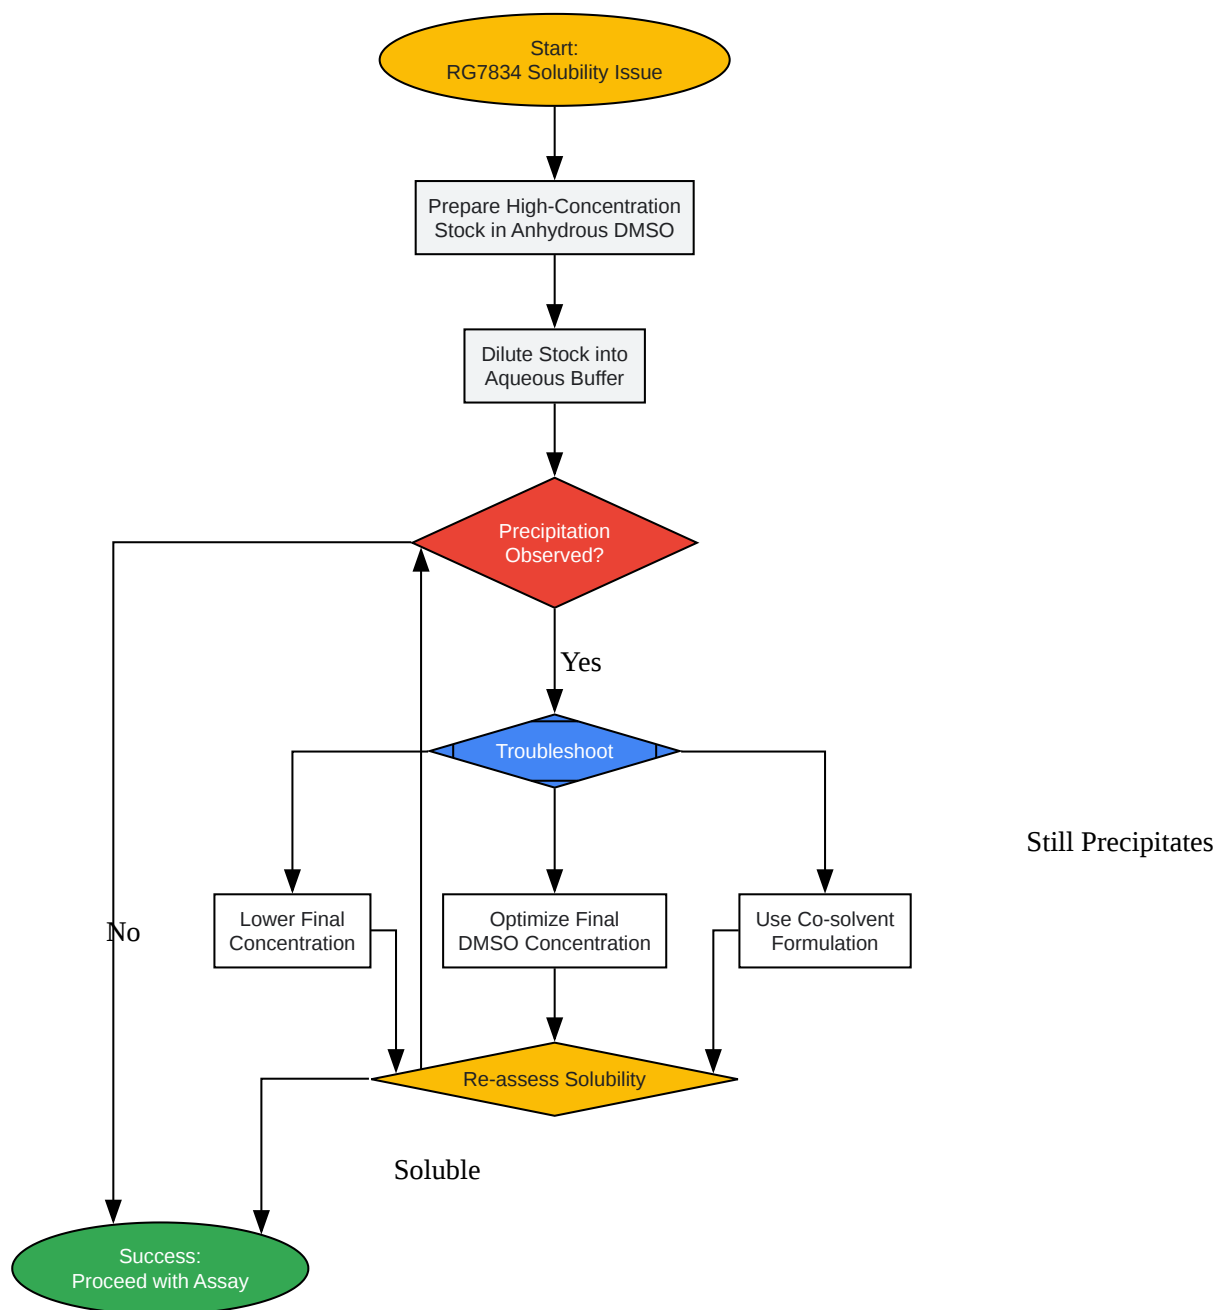 Start:
RG7834 Solubility Issue
Prepare High-Concentration
Stock in Anhydrous DMSO
Dilute Stock into
Aqueous Buffer
Precipitation
Observed?
Yes
Troubleshoot
Still Precipitates
No
Lower Final
Concentration
Optimize Final
DMSO Concentration
Use Co-solvent
Formulation
Re-assess Solubility
Soluble
Success:
Proceed with Assay